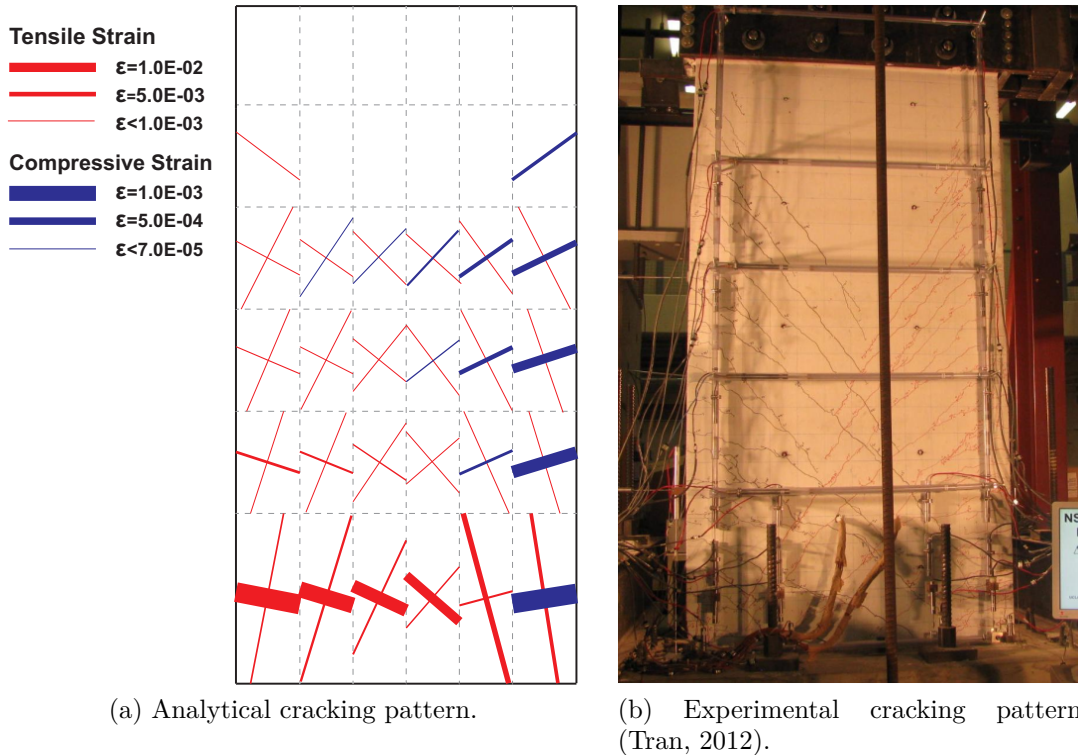 Tensile Strain
ε=1.0E-02
ε=5.0E-03
ε<1.0E-03
Compressive Strain
ε=1.0E-03
ε=5.0E-04
ε<7.0E-05
NS
(a) Analytical cracking pattern.
(b) Experimental cracking pattern
(Tran, 2012).